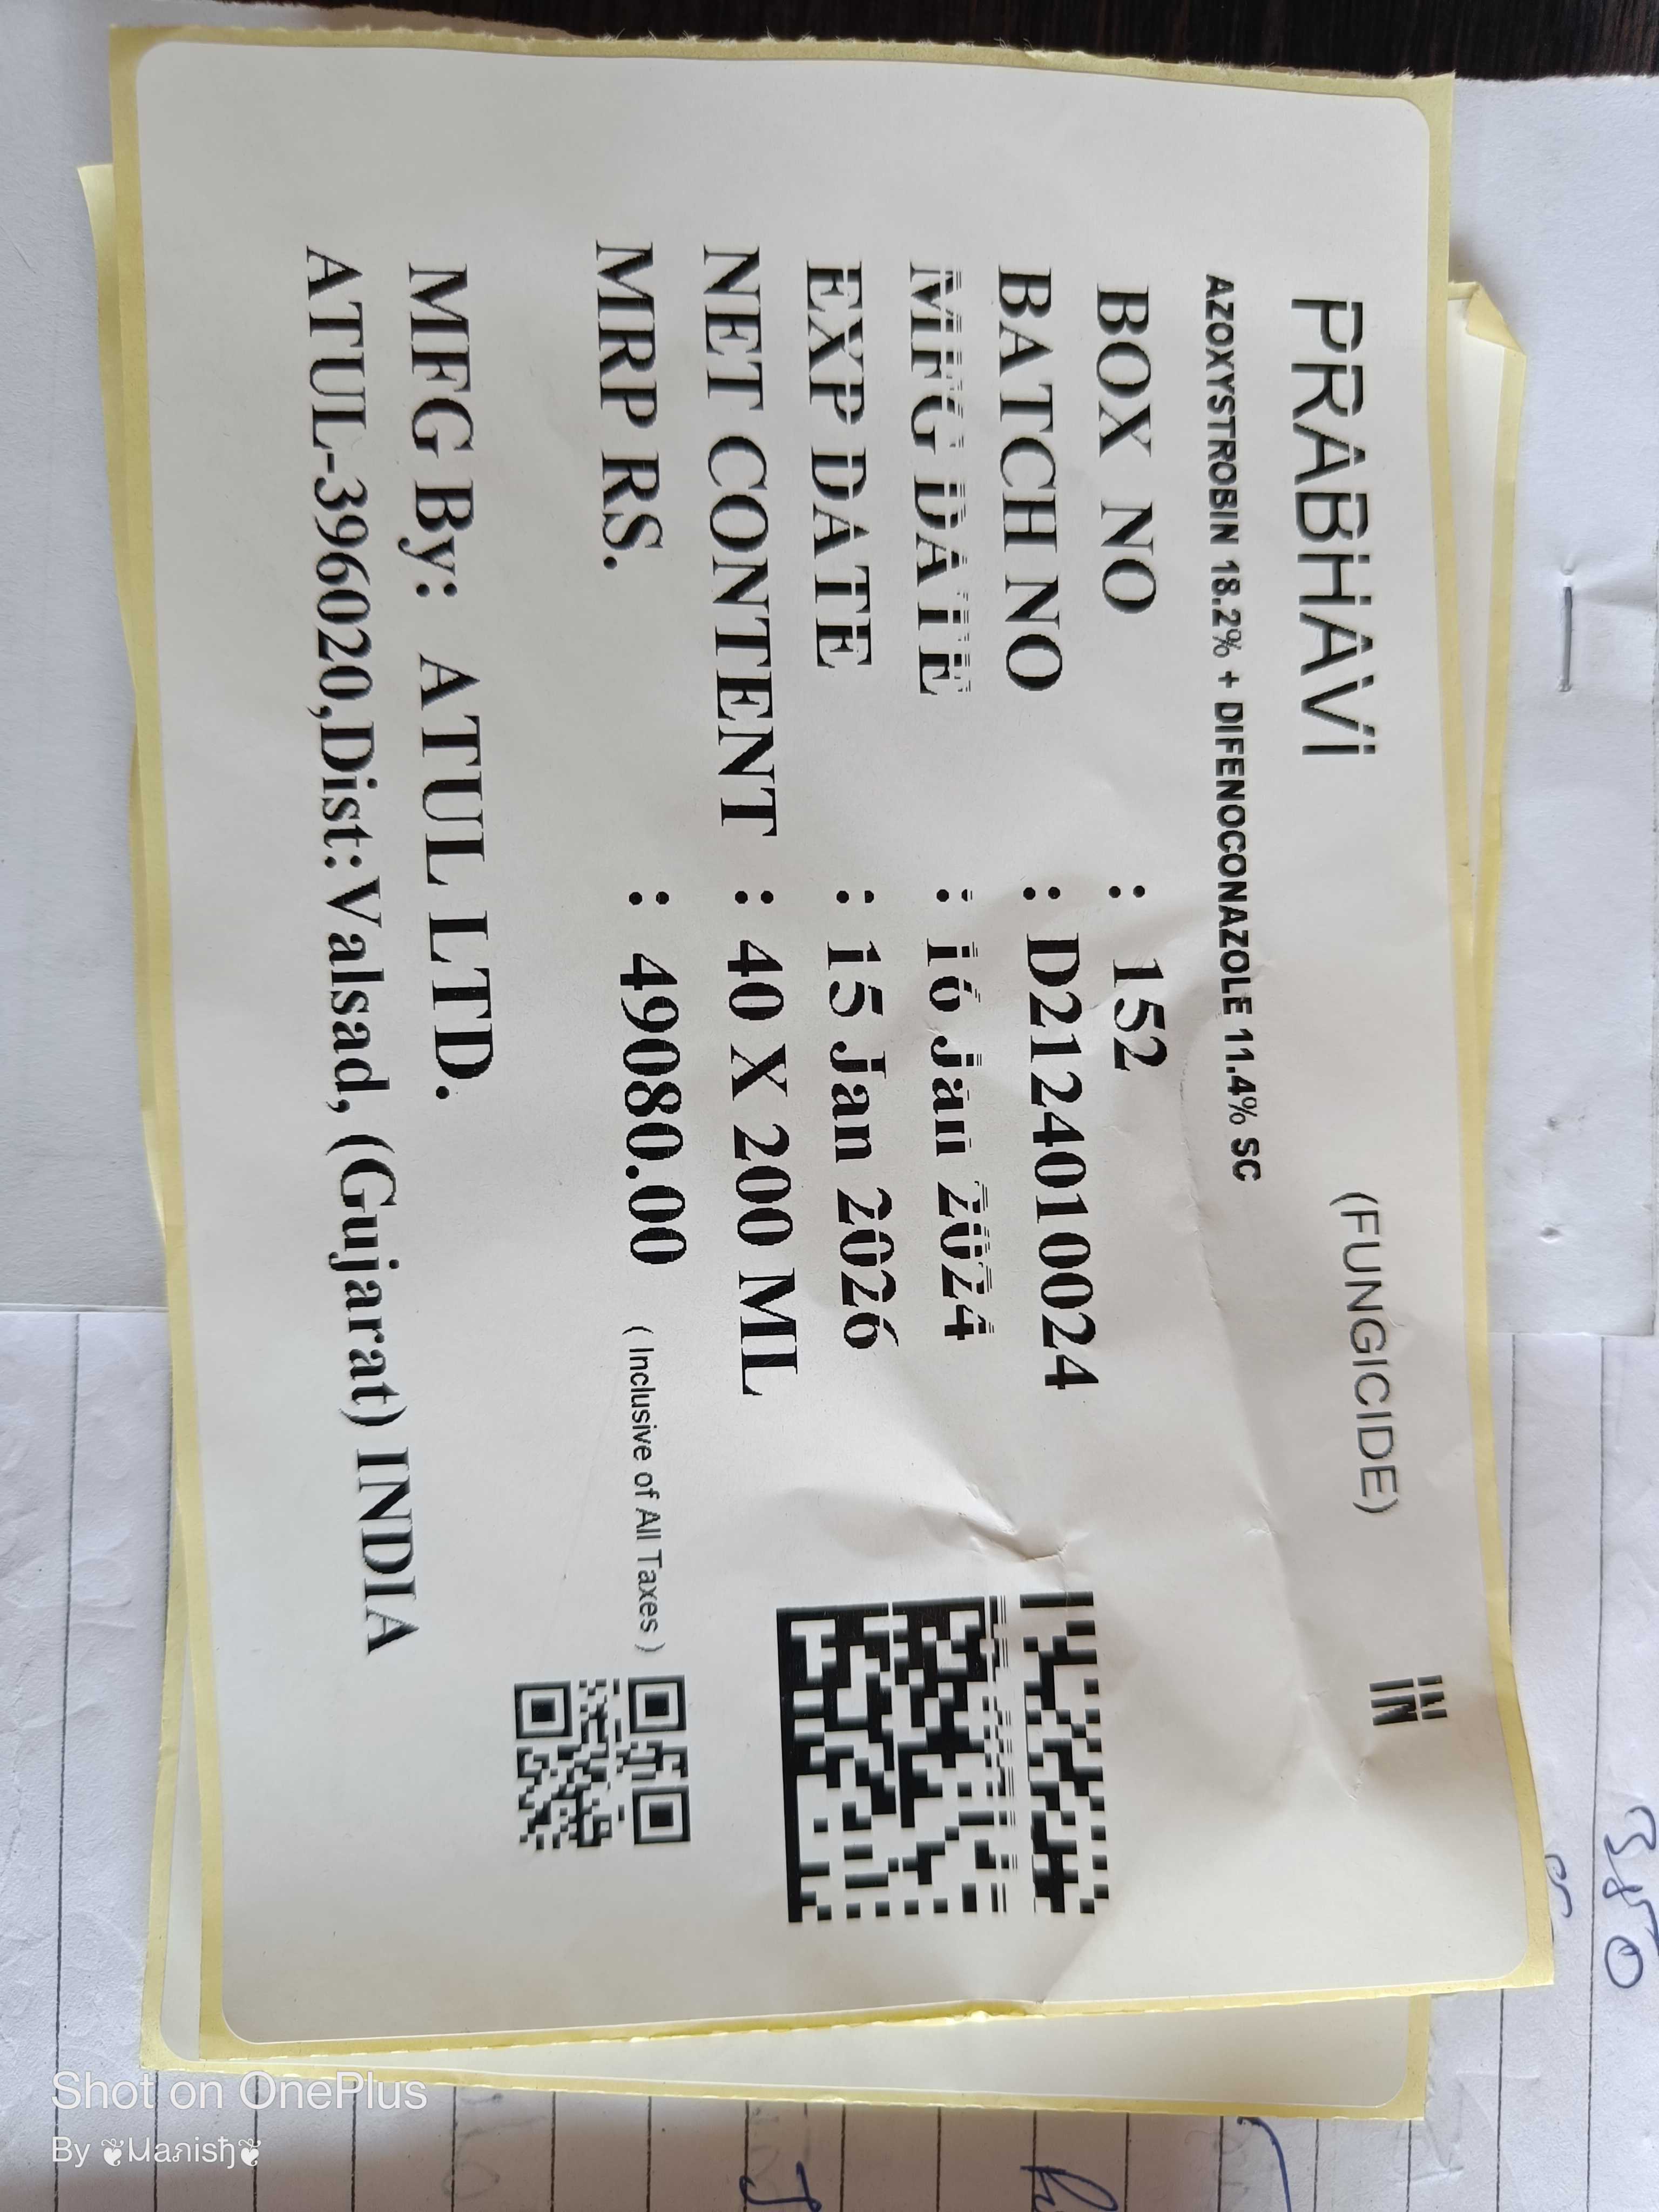 PRABHAVI (FUNGICIDE) IN
AZOXYSTROBIN 18.2% + DIFENOCONAZOLE 11.4% SC
BOX NO : 152
BATCH NO : D2124010024
MFG DATE : 16 Jan 2024
EXP DATE : 15 Jan 2026
NET CONTENT : 40 X 200 ML
MRP RS. : 49080.00 ( Inclusive of All Taxes )
MFG By: ATUL LTD.
ATUL-396020,Dist:Valsad, (Gujarat) INDIA
Shot on OnePlus